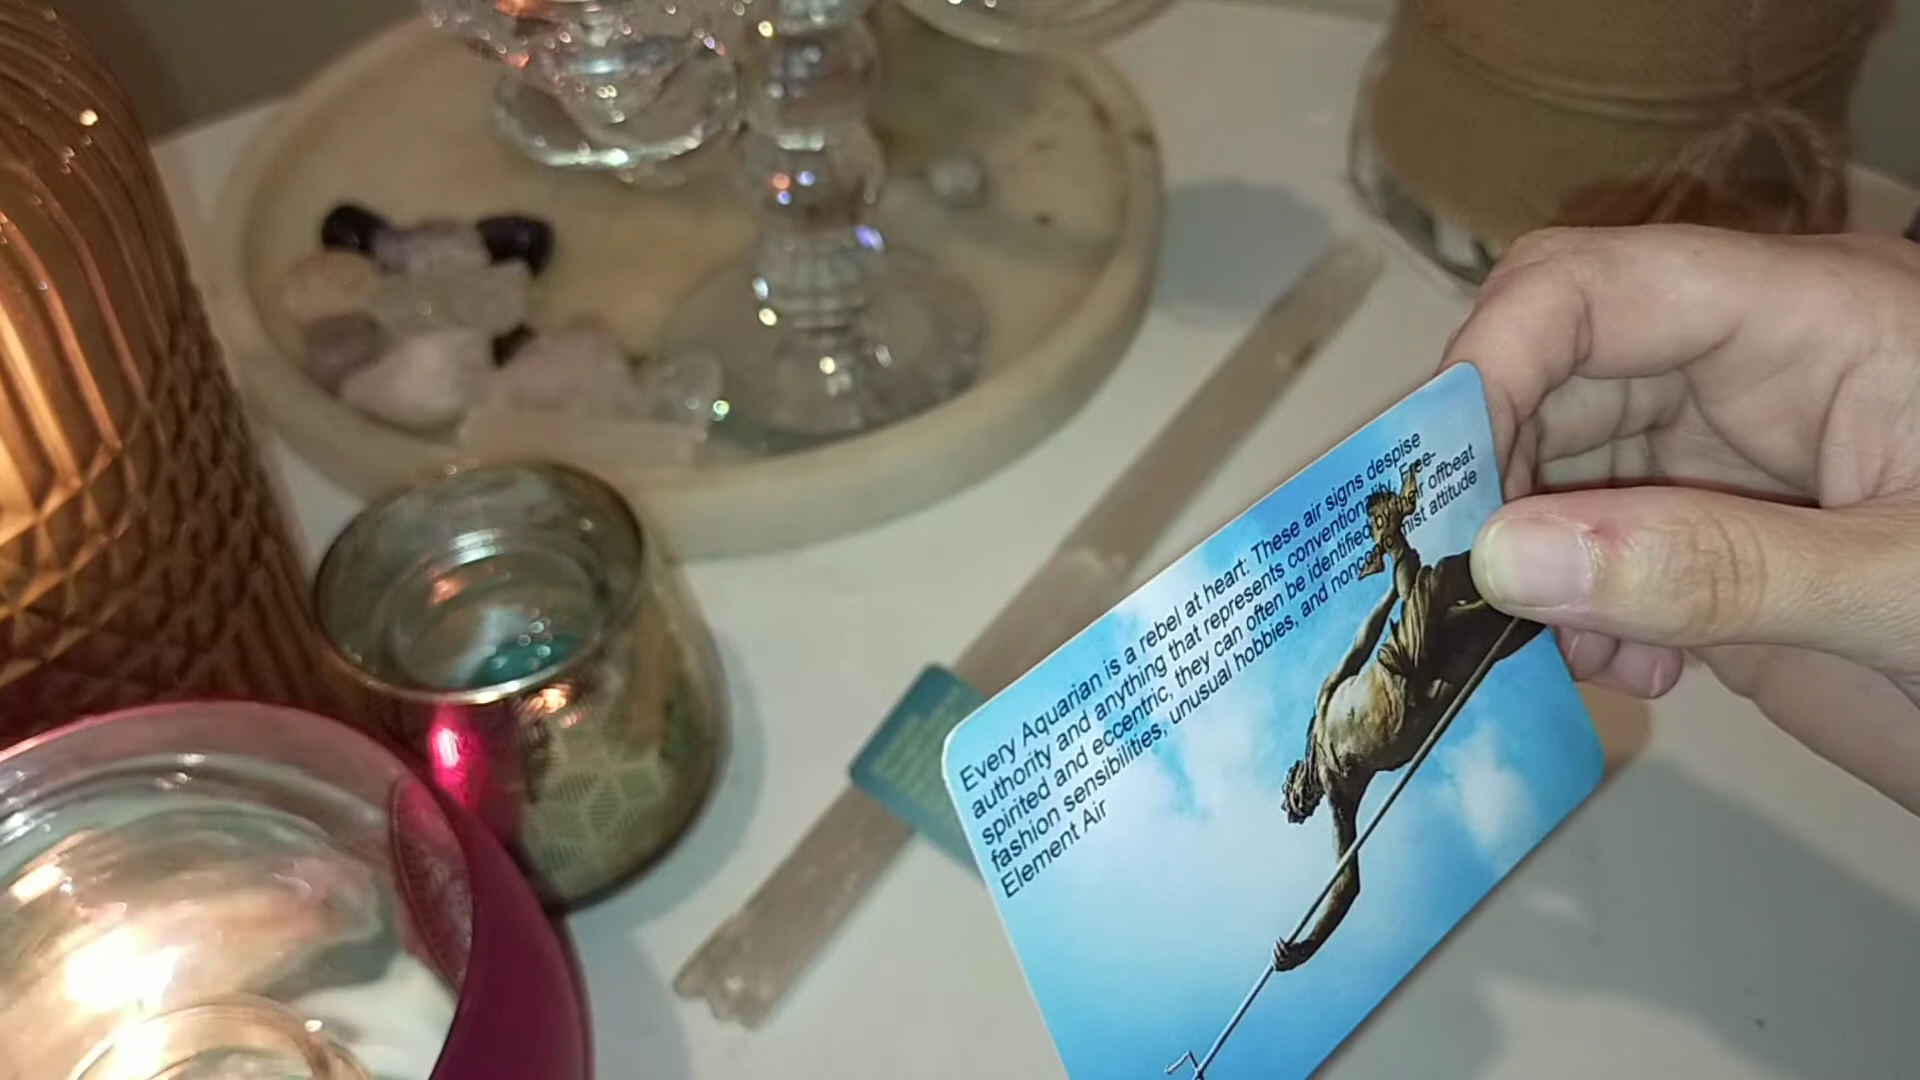 Every Aquarian is a rebel at heart: These air signs despise
authority and anything that represents conventionality. Free-
spirited and eccentric, they can often be identified by their offbeat
fashion sensibilities, unusual hobbies, and nonconformist attitude
Element Air